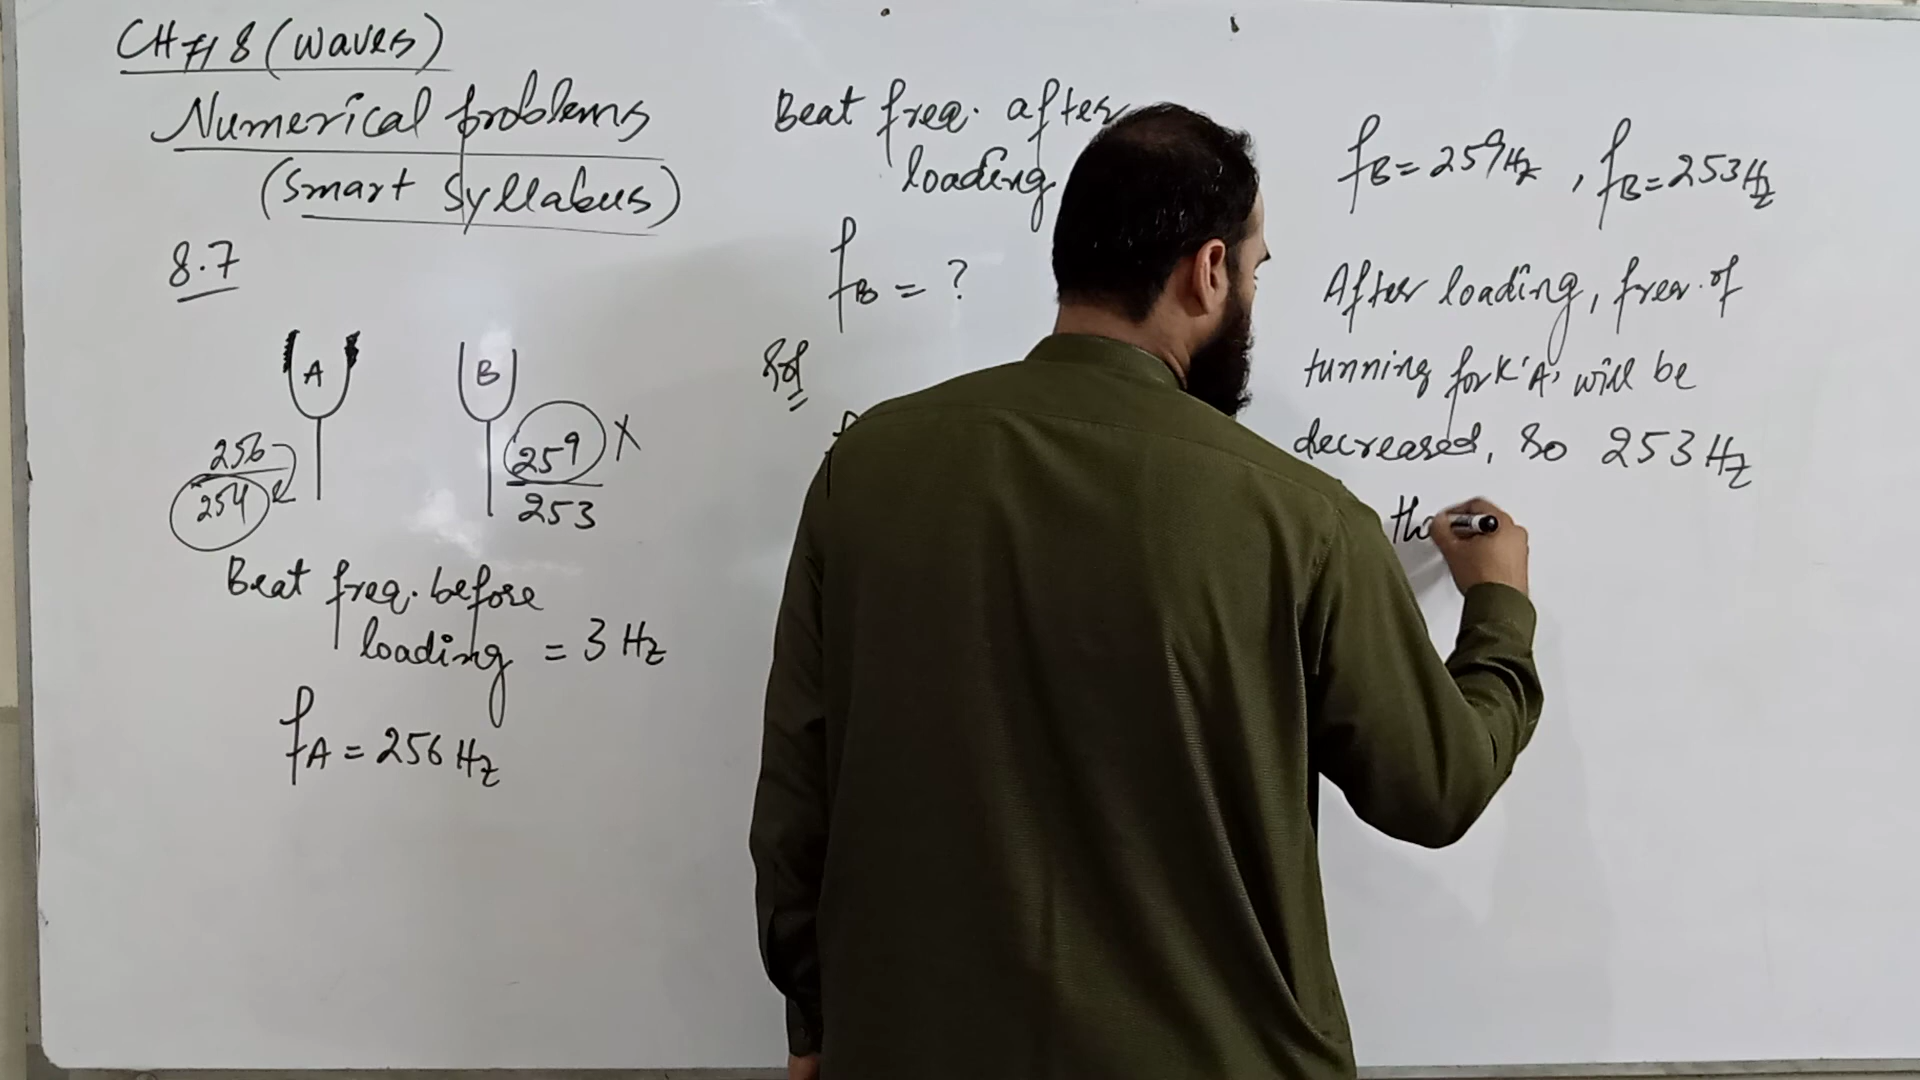 CH # 8 (waves)
Numerical problems
(Smart Syllabus)
8.7
A
B
256
254
259 X
253
Beat freq. before
loading = 3 Hz
fA = 256 Hz
Beat freq. after
loading
fB = ?
Sol
fB = 259 Hz, fB = 253 Hz
After loading, freq. of
tunning fork 'A' will be
decreased, So 253 Hz